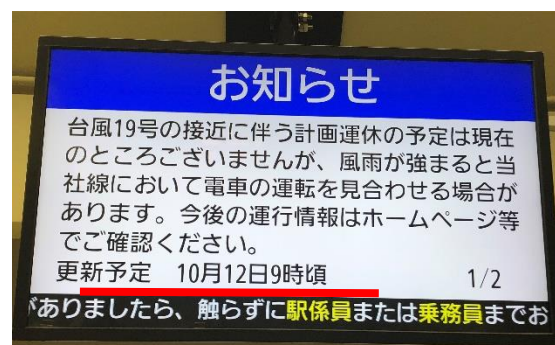 お知らせ
台風19号の接近に伴う計画運休の予定は現在
のところございませんが、風雨が強まると当
社線において電車の運転を見合わせる場合が
あります。今後の運行情報はホームページ等
でご確認ください。
更新予定　10月12日9時頃　1/2
がありましたら、触らずに駅係員または乗務員までお